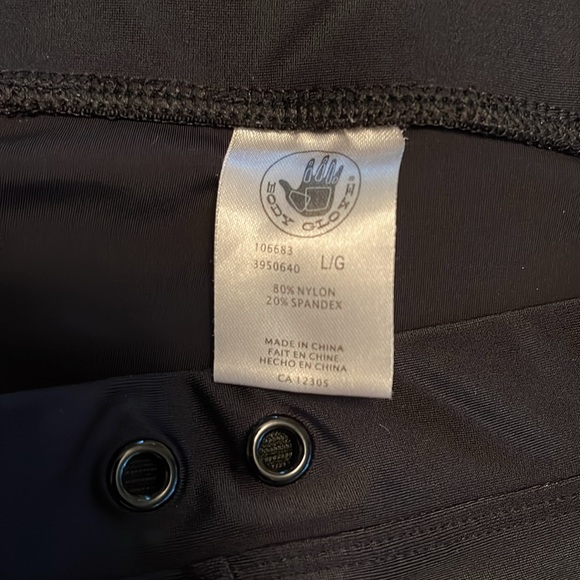 BODY GLOVE®
106683
3950640 L/G
80% NYLON
20% SPANDEX
MADE IN CHINA
FAIT EN CHINE
HECHO EN CHINA
CA 12305